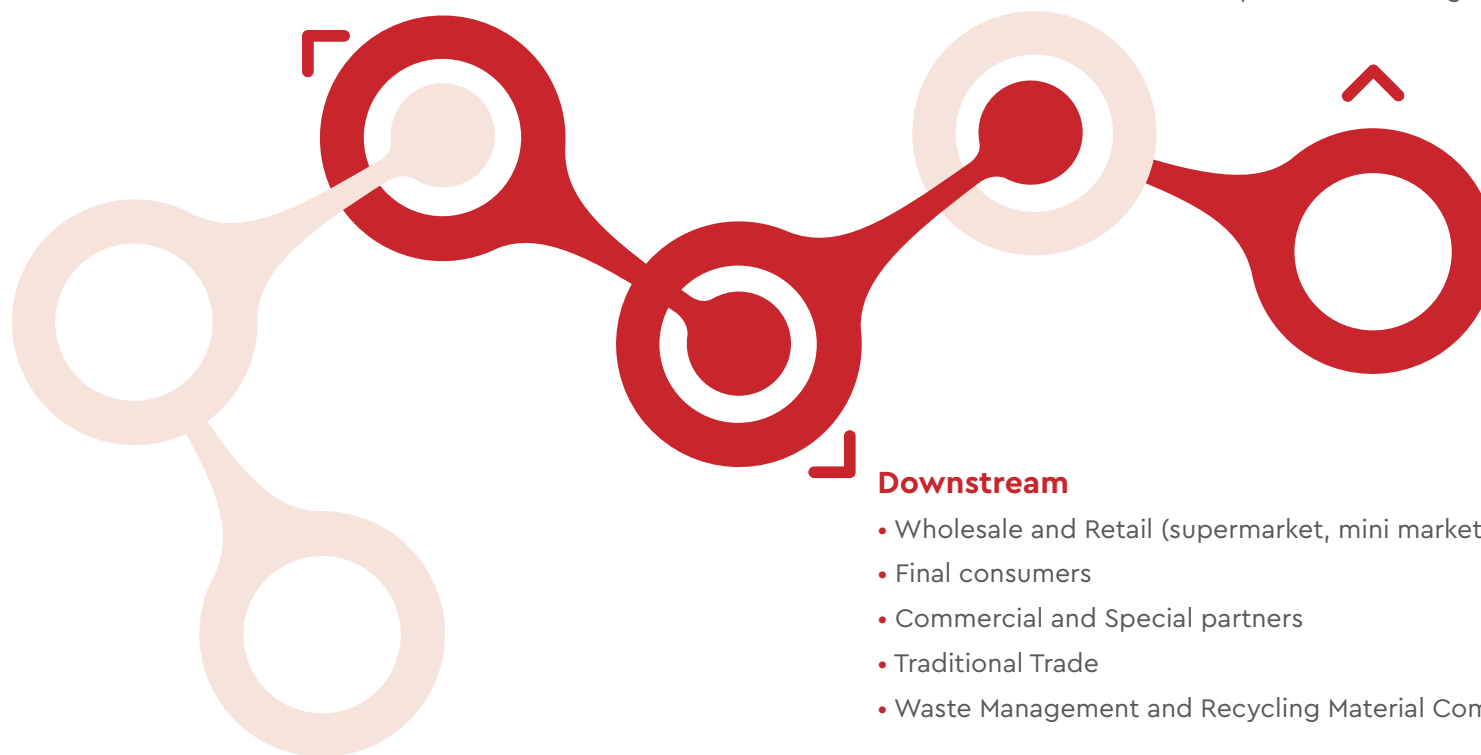 Downstream
• Wholesale and Retail (supermarket, mini market
• Final consumers
• Commercial and Special partners
• Traditional Trade
• Waste Management and Recycling Material